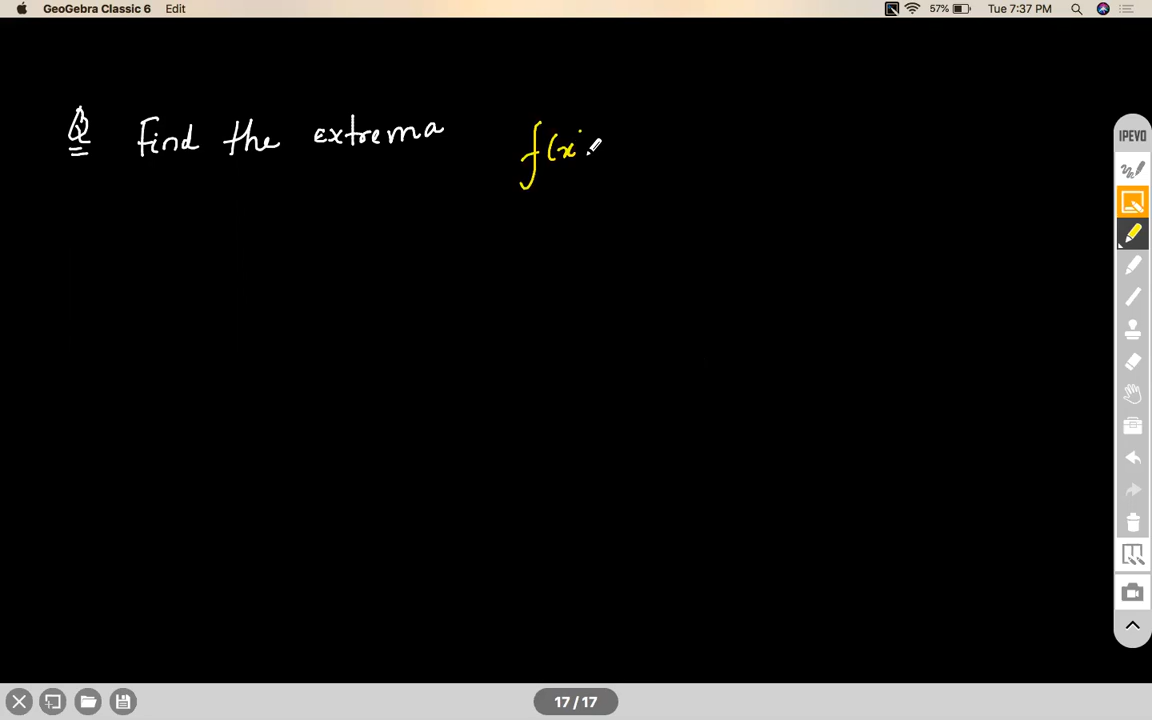 GeoGebra Classic 6 Edit 57% Tue 7:37 PM
Q Find the extrema f(x
IPEVO
17/17